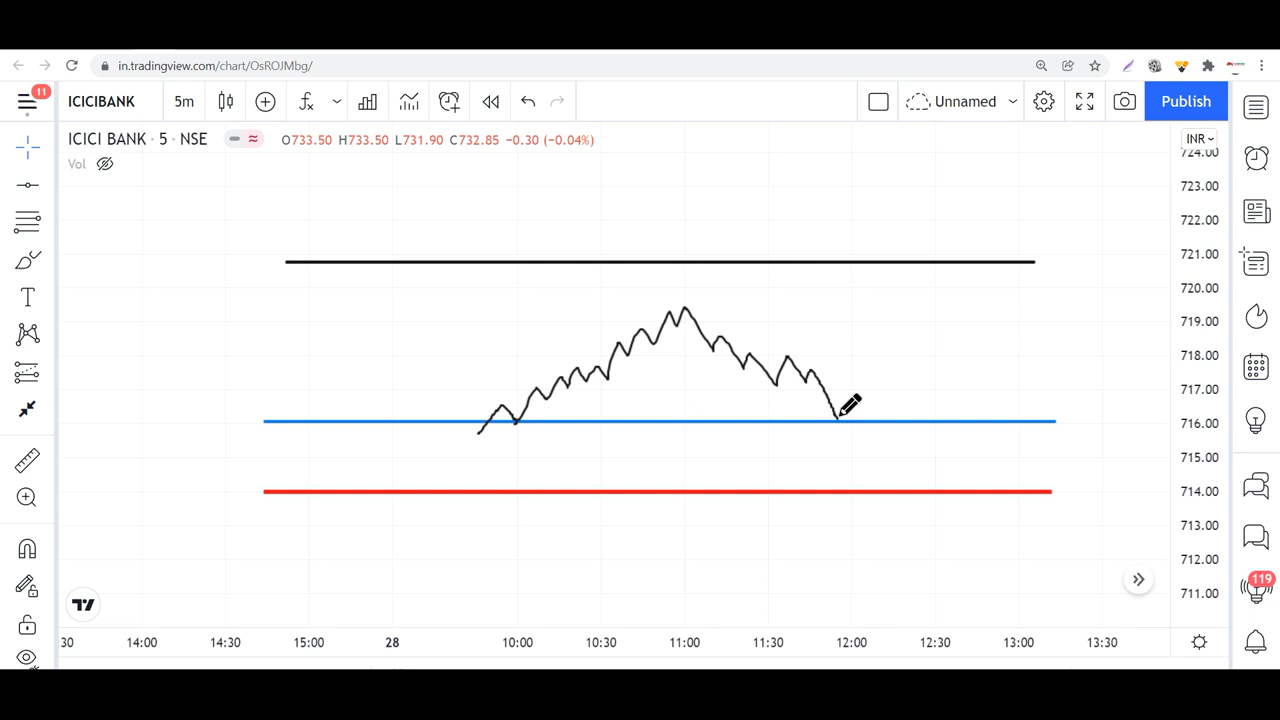 in.tradingview.com/chart/OsROJMbg/
11
ICICIBANK
5m
Unnamed
Publish
ICICI BANK · 5 · NSE
O733.50 H733.50 L731.90 C732.85 −0.30 (−0.04%)
Vol
INR
724.00
723.00
722.00
721.00
720.00
719.00
718.00
717.00
716.00
715.00
714.00
713.00
712.00
711.00
119
:30 14:00 14:30 15:00 28 10:00 10:30 11:00 11:30 12:00 12:30 13:00 13:30